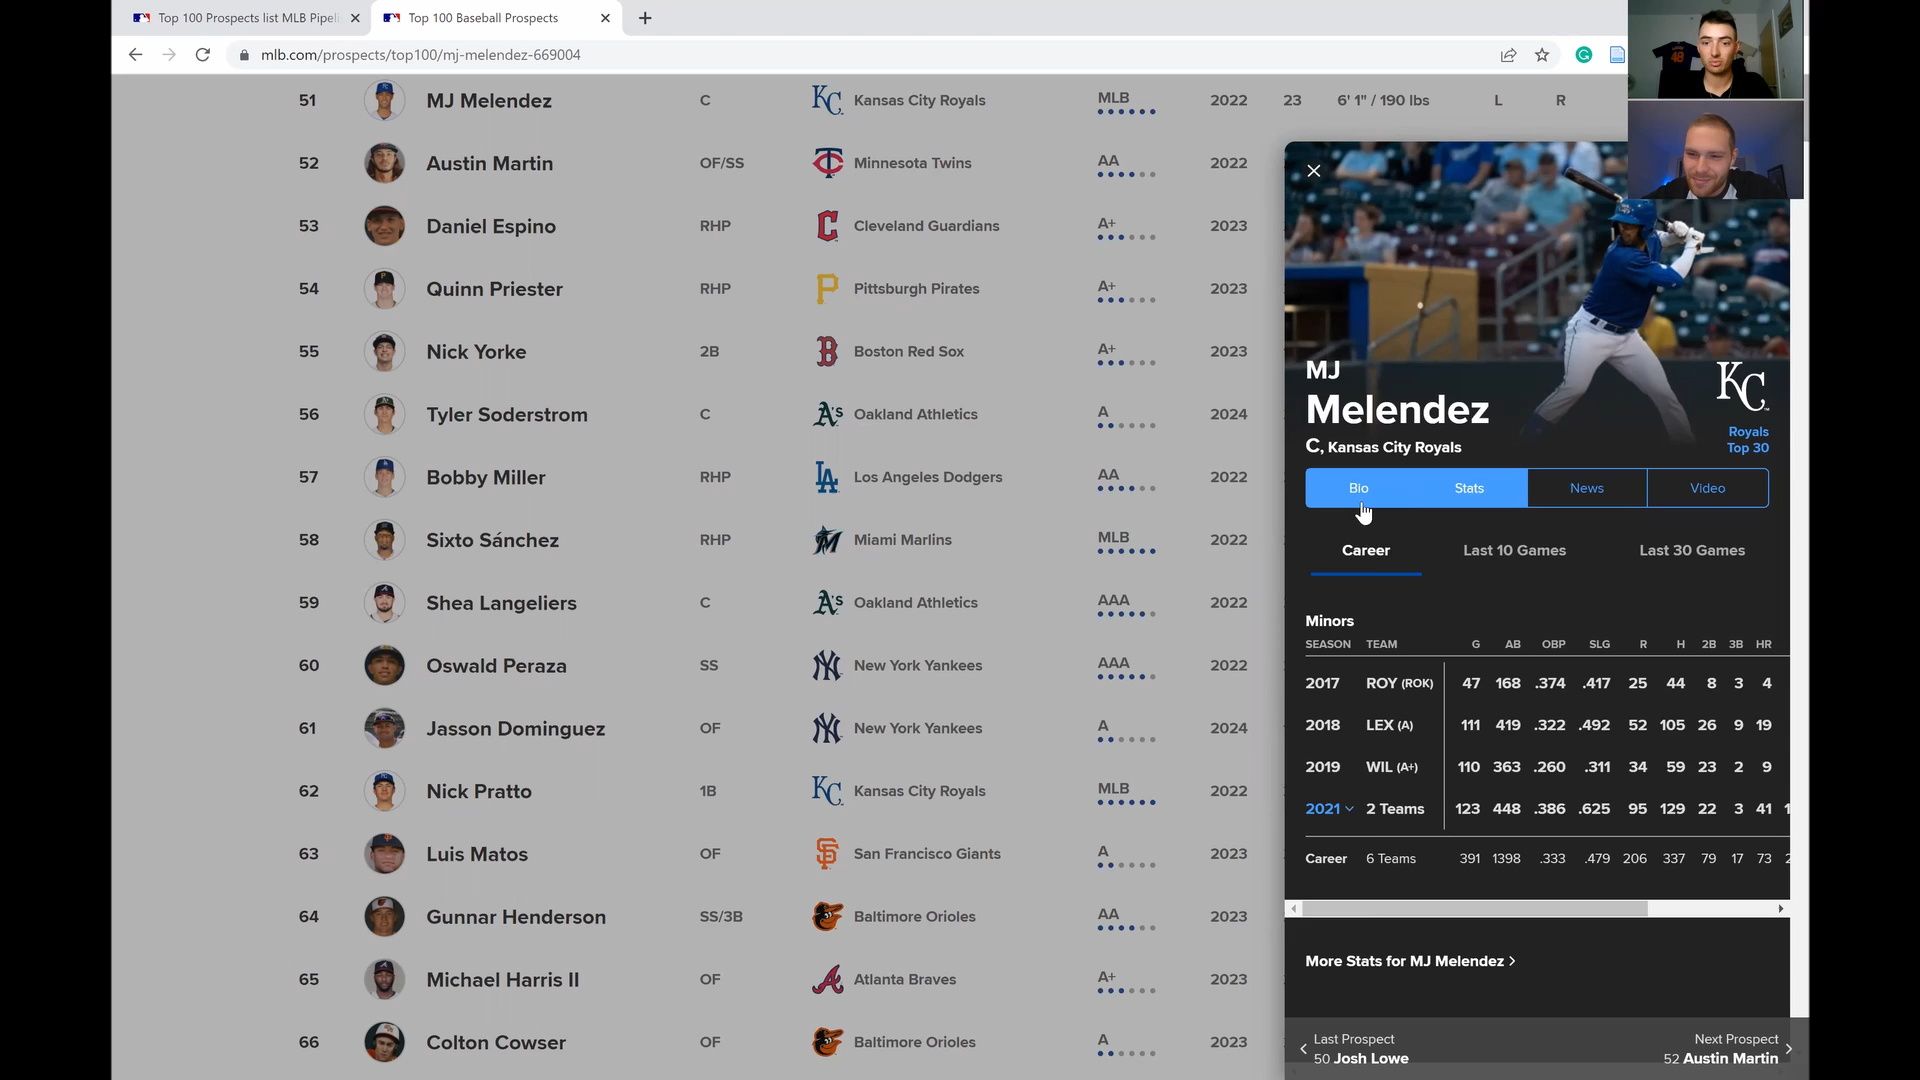 Top 100 Prospects list MLB Pipeli
Top 100 Baseball Prospects
mlb.com/prospects/top100/mj-melendez-669004
51 MJ Melendez C Kansas City Royals MLB 2022 23 6' 1" / 190 lbs L R
52 Austin Martin OF/SS Minnesota Twins AA 2022
53 Daniel Espino RHP Cleveland Guardians A+ 2023
54 Quinn Priester RHP Pittsburgh Pirates A+ 2023
55 Nick Yorke 2B Boston Red Sox A+ 2023
56 Tyler Soderstrom C Oakland Athletics A 2024
57 Bobby Miller RHP Los Angeles Dodgers AA 2022
58 Sixto Sánchez RHP Miami Marlins MLB 2022
59 Shea Langeliers C Oakland Athletics AAA 2022
60 Oswald Peraza SS New York Yankees AAA 2022
61 Jasson Dominguez OF New York Yankees A 2024
62 Nick Pratto 1B Kansas City Royals MLB 2022
63 Luis Matos OF San Francisco Giants A 2023
64 Gunnar Henderson SS/3B Baltimore Orioles AA 2023
65 Michael Harris II OF Atlanta Braves A+ 2023
66 Colton Cowser OF Baltimore Orioles A 2023
MJ
Melendez
C, Kansas City Royals
KC
Royals
Top 30
Bio Stats News Video
Career Last 10 Games Last 30 Games
Minors
SEASON TEAM G AB OBP SLG R H 2B 3B HR
2017 ROY (ROK) 47 168 .374 .417 25 44 8 3 4
2018 LEX (A) 111 419 .322 .492 52 105 26 9 19
2019 WIL (A+) 110 363 .260 .311 34 59 23 2 9
2021 2 Teams 123 448 .386 .625 95 129 22 3 41 1
Career 6 Teams 391 1398 .333 .479 206 337 79 17 73 2
More Stats for MJ Melendez
Last Prospect
50 Josh Lowe
Next Prospect
52 Austin Martin